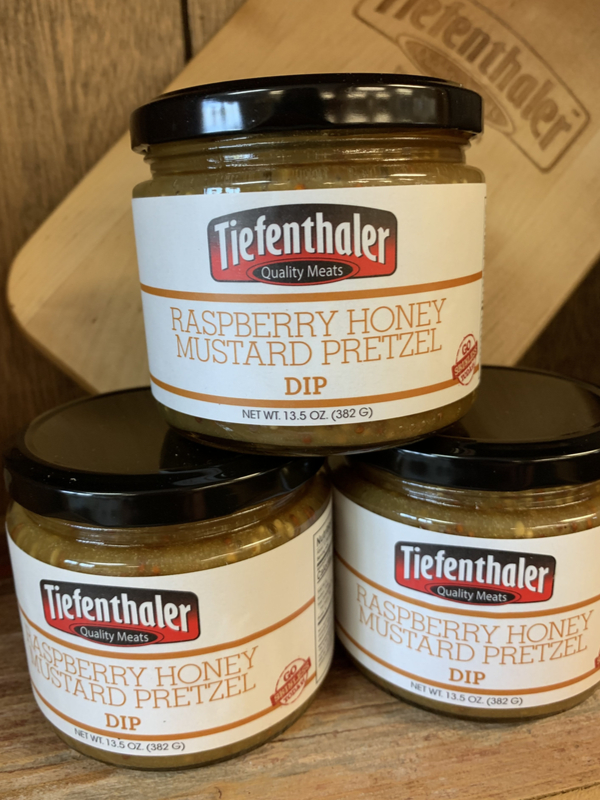 Tiefenthaler
Tiefenthaler
Quality Meats
RASPBERRY HONEY
MUSTARD PRETZEL
DIP
NET WT. 13.5 OZ. (382 G)
GO
Tiefenthaler
Quality Meats
RASPBERRY HONEY
MUSTARD PRETZEL
DIP
NET WT. 13.5 OZ. (382 G)
GO
Tiefenthaler
Quality Meats
RASPBERRY HONEY
MUSTARD PRETZEL
DIP
NET WT. 13.5 OZ. (382 G)